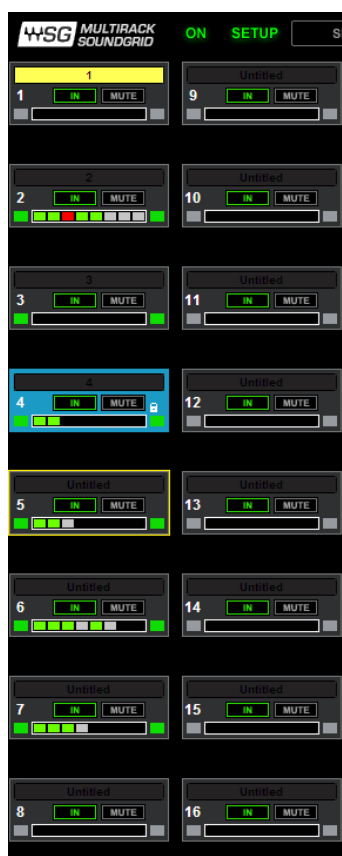 WSG MULTIRACK SOUNDGRID ON SETUP S
1 Untitled
1 IN MUTE 9 IN MUTE
2 Untitled
2 IN MUTE 10 IN MUTE
3 Untitled
3 IN MUTE 11 IN MUTE
4 Untitled
4 IN MUTE 12 IN MUTE
Untitled Untitled
5 IN MUTE 13 IN MUTE
Untitled Untitled
6 IN MUTE 14 IN MUTE
Untitled Untitled
7 IN MUTE 15 IN MUTE
Untitled Untitled
8 IN MUTE 16 IN MUTE